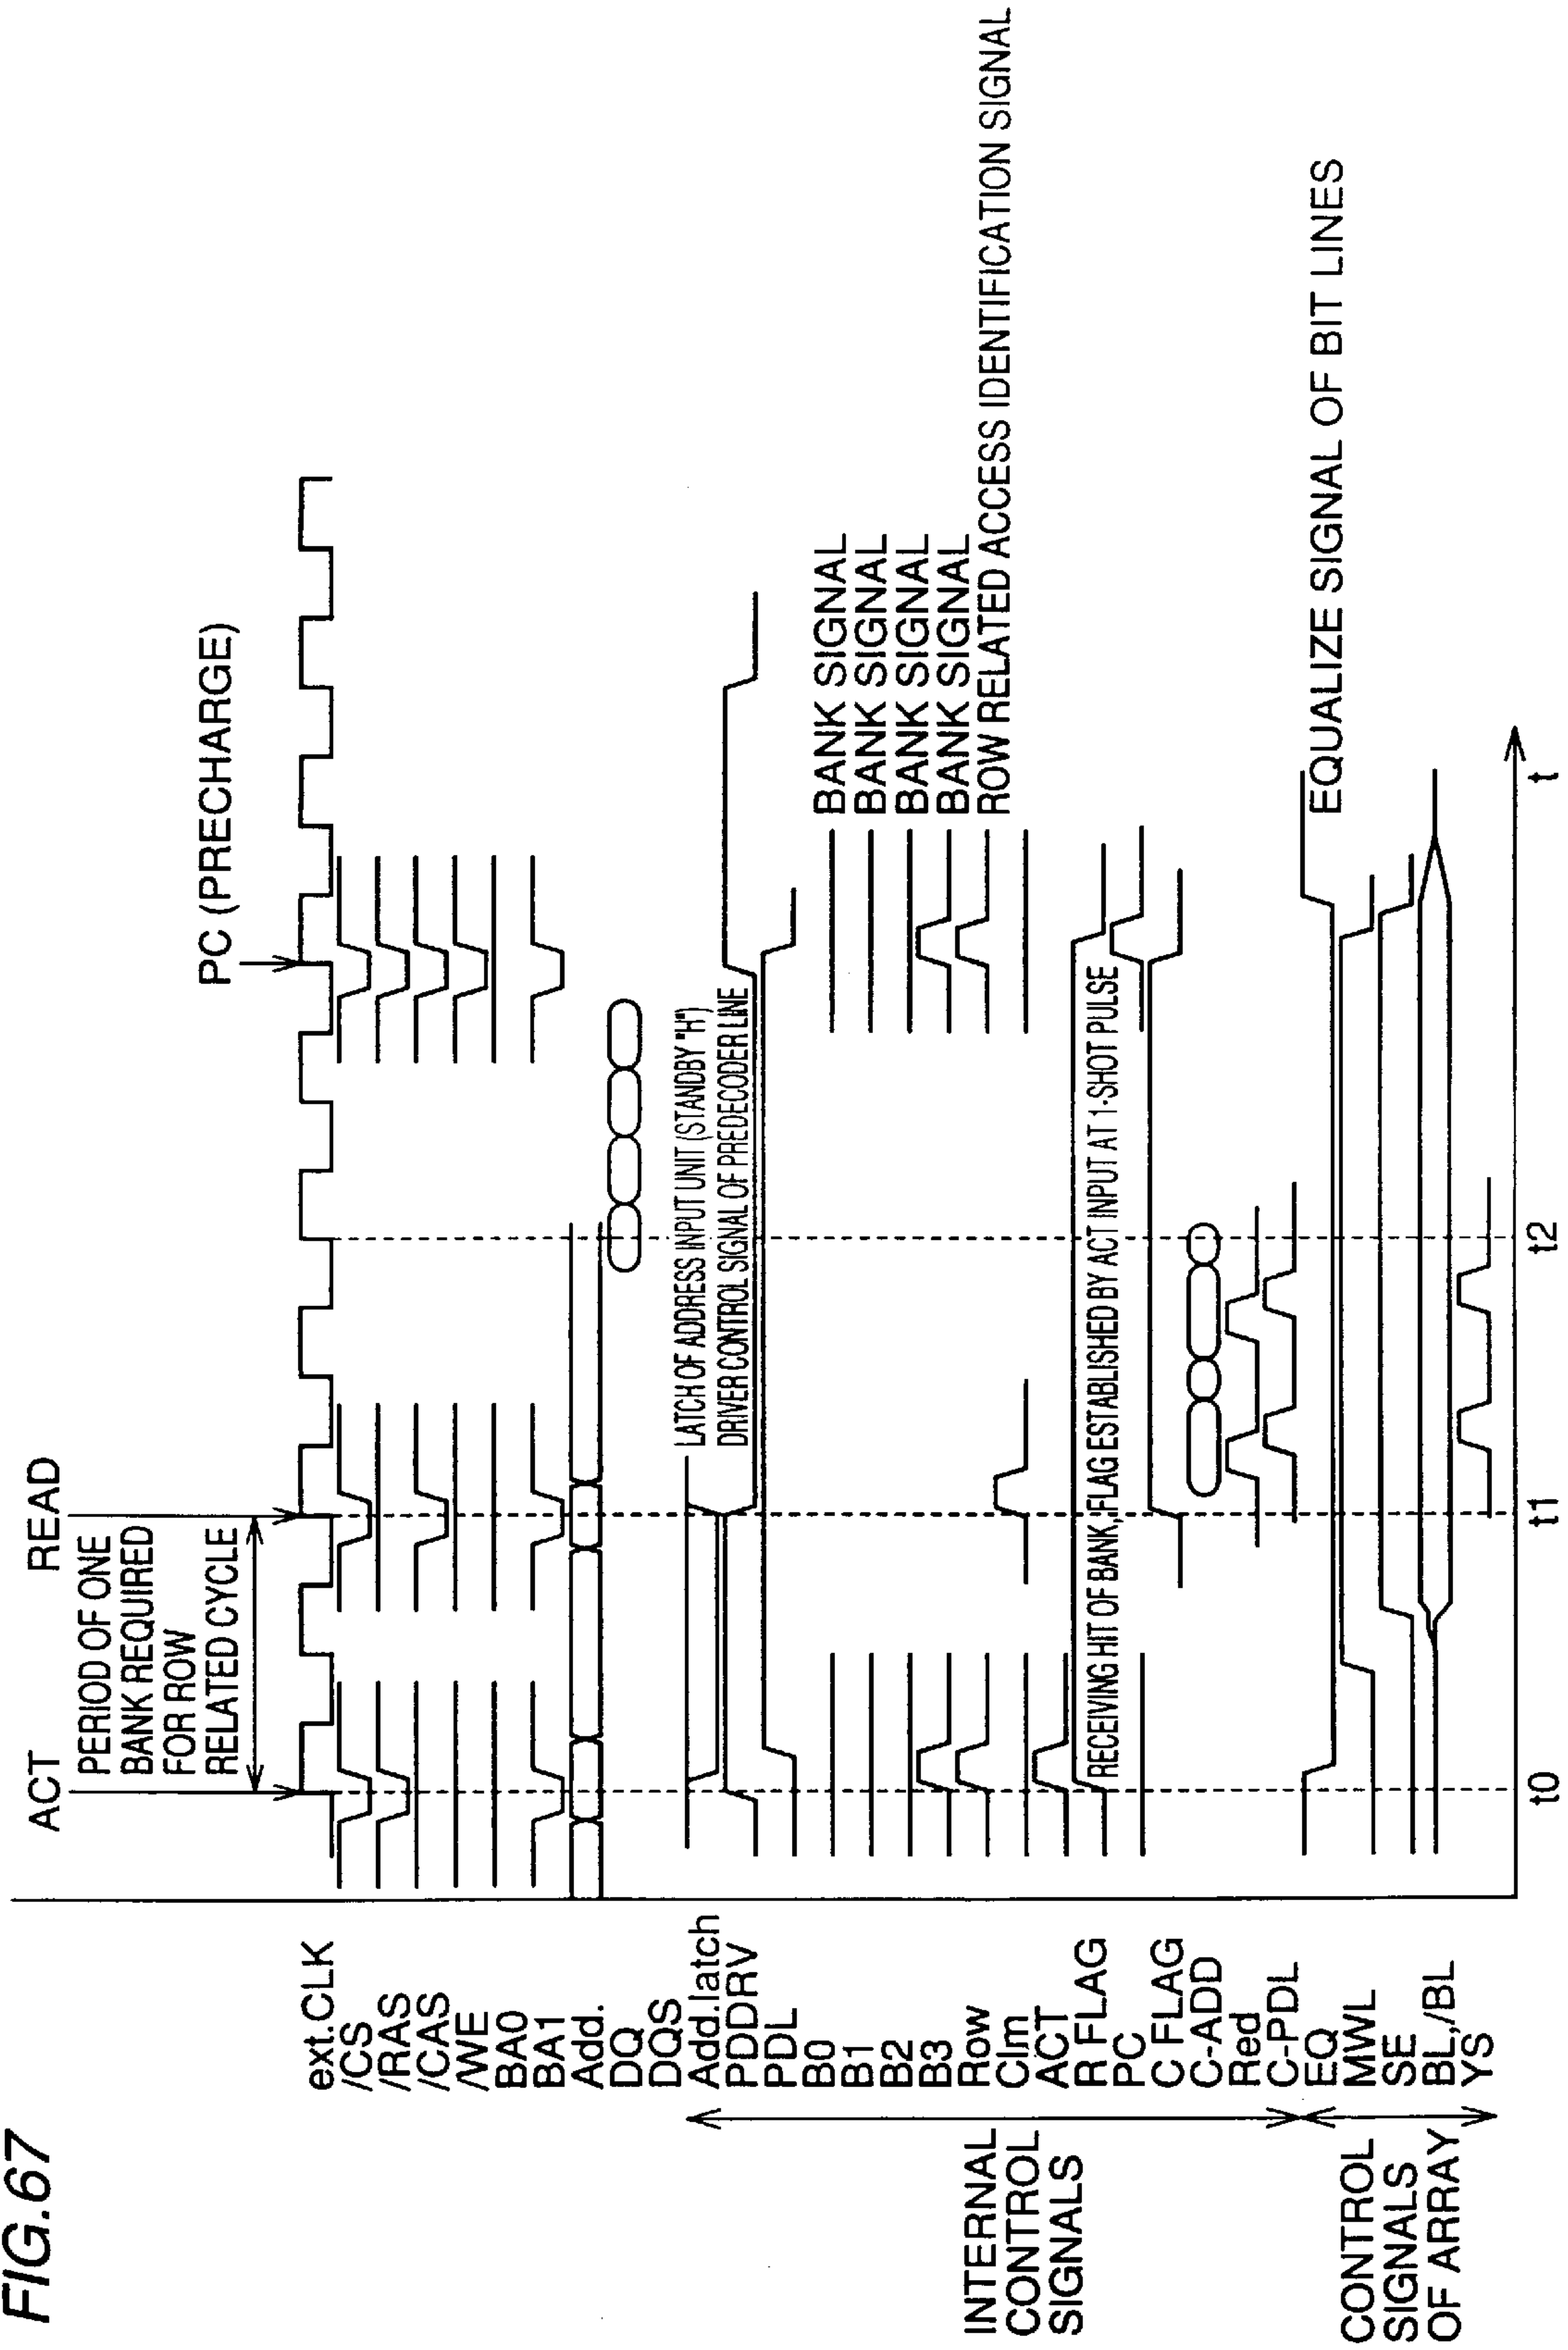 FIG.67
ACT
READ
PERIOD OF ONE
BANK REQUIRED
FOR ROW
RELATED CYCLE
PC (PRECHARGE)
ext.CLK
/CS
/RAS
/CAS
/WE
BA0
BA1
Add.
DQ
DQS
Add.latch
LATCH OF ADDRESS INPUT UNIT (STANDBY "H")
PDDRV
DRIVER CONTROL SIGNAL OF PREDECODER LINE
PDL
B0
BANK SIGNAL
B1
BANK SIGNAL
B2
BANK SIGNAL
B3
BANK SIGNAL
Row
ROW RELATED ACCESS IDENTIFICATION SIGNAL
Clm
ACT
R FLAG
RECEIVING HIT OF BANK, FLAG ESTABLISHED BY ACT INPUT AT 1-SHOT PULSE
PC
C FLAG
C-ADD
Red
C-PDL
EQ
EQUALIZE SIGNAL OF BIT LINES
MWL
SE
BL,/BL
YS
INTERNAL
CONTROL
SIGNALS
CONTROL
SIGNALS
OF ARRAY
t0
t1
t2
t